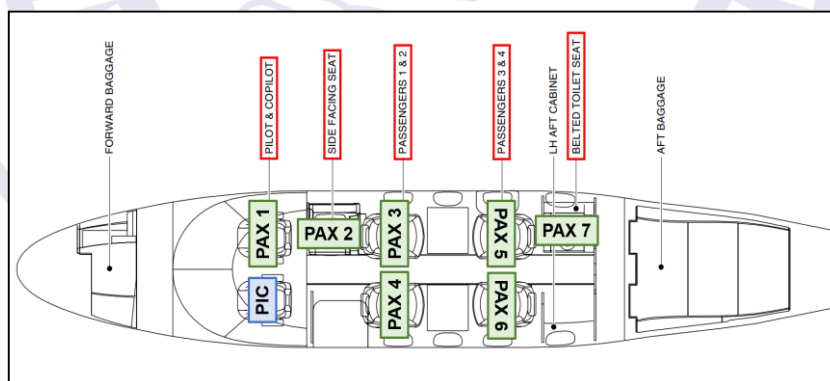 FORWARD BAGGAGE
PILOT & COPILOT
SIDE FACING SEAT
PASSENGERS 1 & 2
PASSENGERS 3 & 4
LH AFT CABINET
BELTED TOILET SEAT
AFT BAGGAGE
PAX 1
PAX 2
PAX 3
PAX 5
PAX 7
PIC
PAX 4
PAX 6